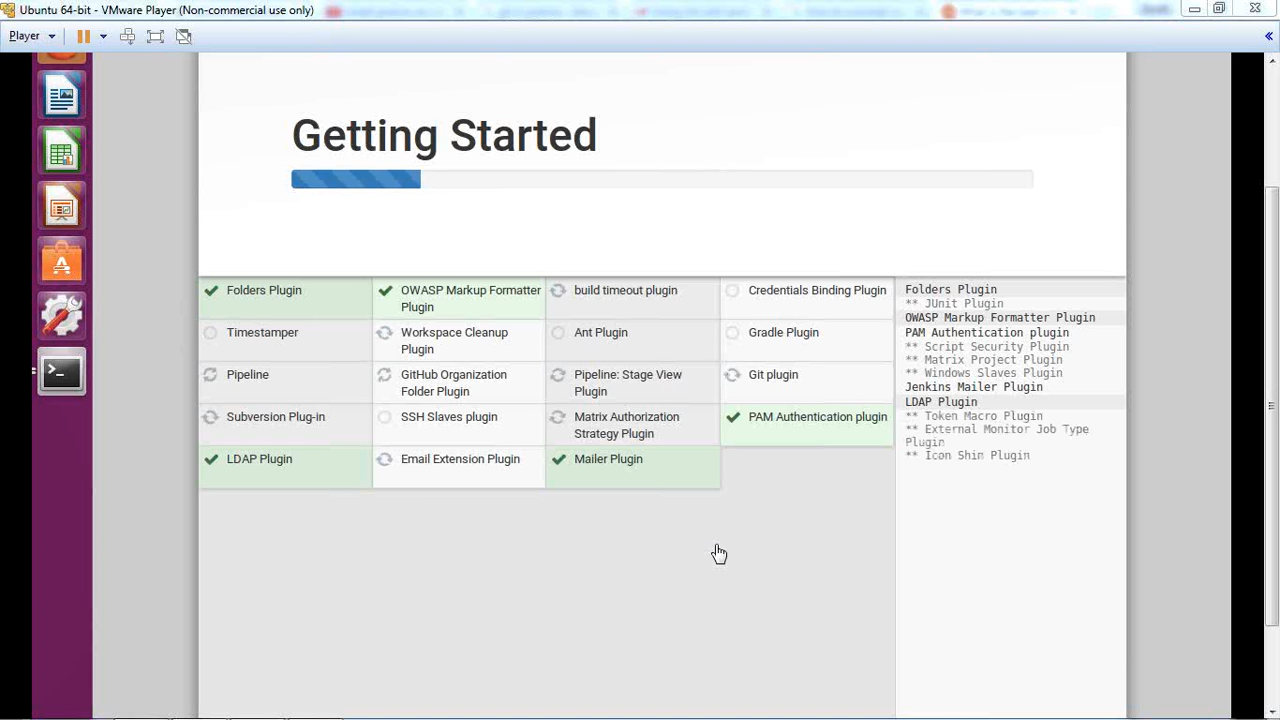 Ubuntu 64-bit - VMware Player (Non-commercial use only)
Player
Getting Started
Folders Plugin
OWASP Markup Formatter
Plugin
build timeout plugin
Credentials Binding Plugin
Timestamper
Workspace Cleanup
Plugin
Ant Plugin
Gradle Plugin
Pipeline
GitHub Organization
Folder Plugin
Pipeline: Stage View
Plugin
Git plugin
Subversion Plug-in
SSH Slaves plugin
Matrix Authorization
Strategy Plugin
PAM Authentication plugin
LDAP Plugin
Email Extension Plugin
Mailer Plugin
Folders Plugin
** JUnit Plugin
OWASP Markup Formatter Plugin
PAM Authentication plugin
** Script Security Plugin
** Matrix Project Plugin
** Windows Slaves Plugin
Jenkins Mailer Plugin
LDAP Plugin
** Token Macro Plugin
** External Monitor Job Type
Plugin
** Icon Shim Plugin